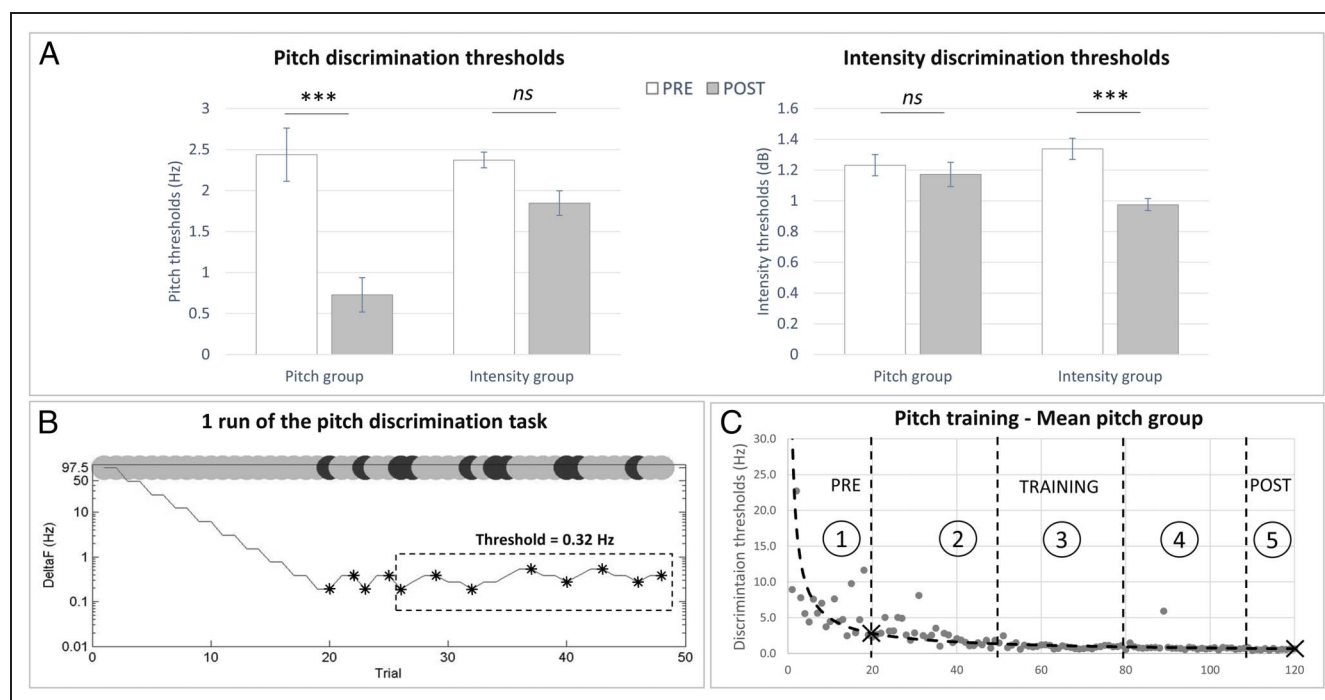 A
Pitch discrimination thresholds
PRE POST
*** ns
Pitch thresholds (Hz)
3
2.5
2
1.5
1
0.5
0
Pitch group Intensity group
Intensity discrimination thresholds
ns ***
Intensity thresholds (dB)
1.6
1.4
1.2
1
0.8
0.6
0.4
0.2
0
Pitch group Intensity group
B
1 run of the pitch discrimination task
DeltaF (Hz)
97.5
50
10
1
0.1
0.01
Threshold = 0.32 Hz
0 10 20 30 40 50
Trial
C
Pitch training - Mean pitch group
Discrimintaion thresholds (Hz)
30.0
25.0
20.0
15.0
10.0
5.0
0.0
PRE TRAINING POST
1 2 3 4 5
0 20 40 60 80 100 120